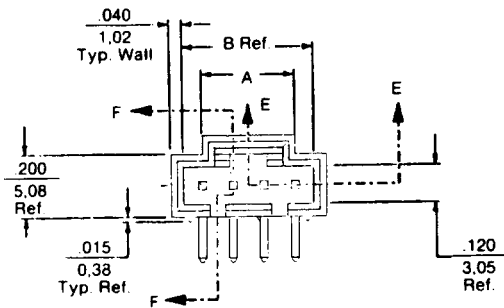 .040
1,02
Typ. Wall
B Ref.
A
F
E
E
.200
5,08
Ref.
.015
0,38
Typ. Ref.
F
.120
3,05
Ref.